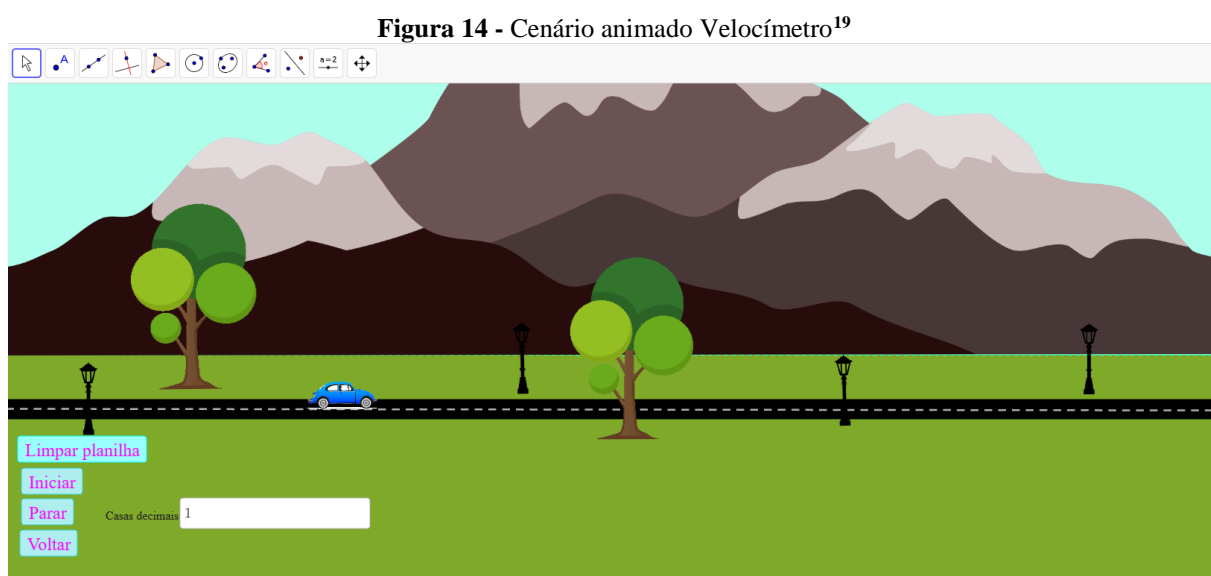 Figura 14 - Cenário animado Velocímetro19
A
a=2
Limpar planilha
Iniciar
Parar
Casas decimais 1
Voltar